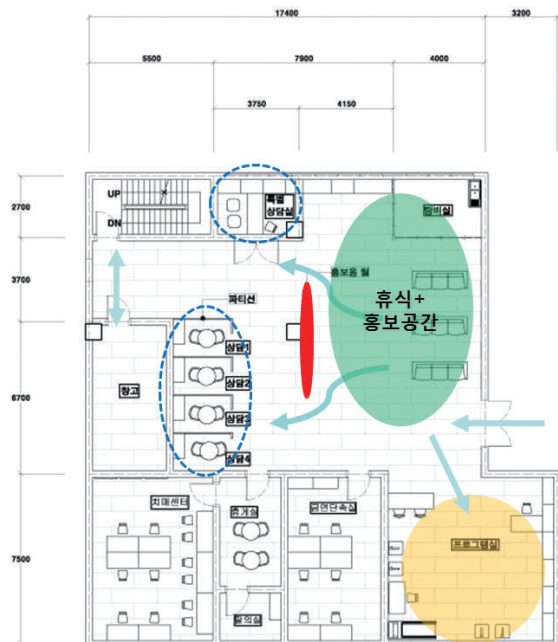 17400
3200
5500
7900
4000
3750
4150
2700
3700
6700
7500
UP
DN
특별
상담실
장비실
홍보용 월
파티션
휴식+
홍보공간
상담1
상담2
상담3
상담4
창고
치매센터
휴게실
금연단속실
프로그램실